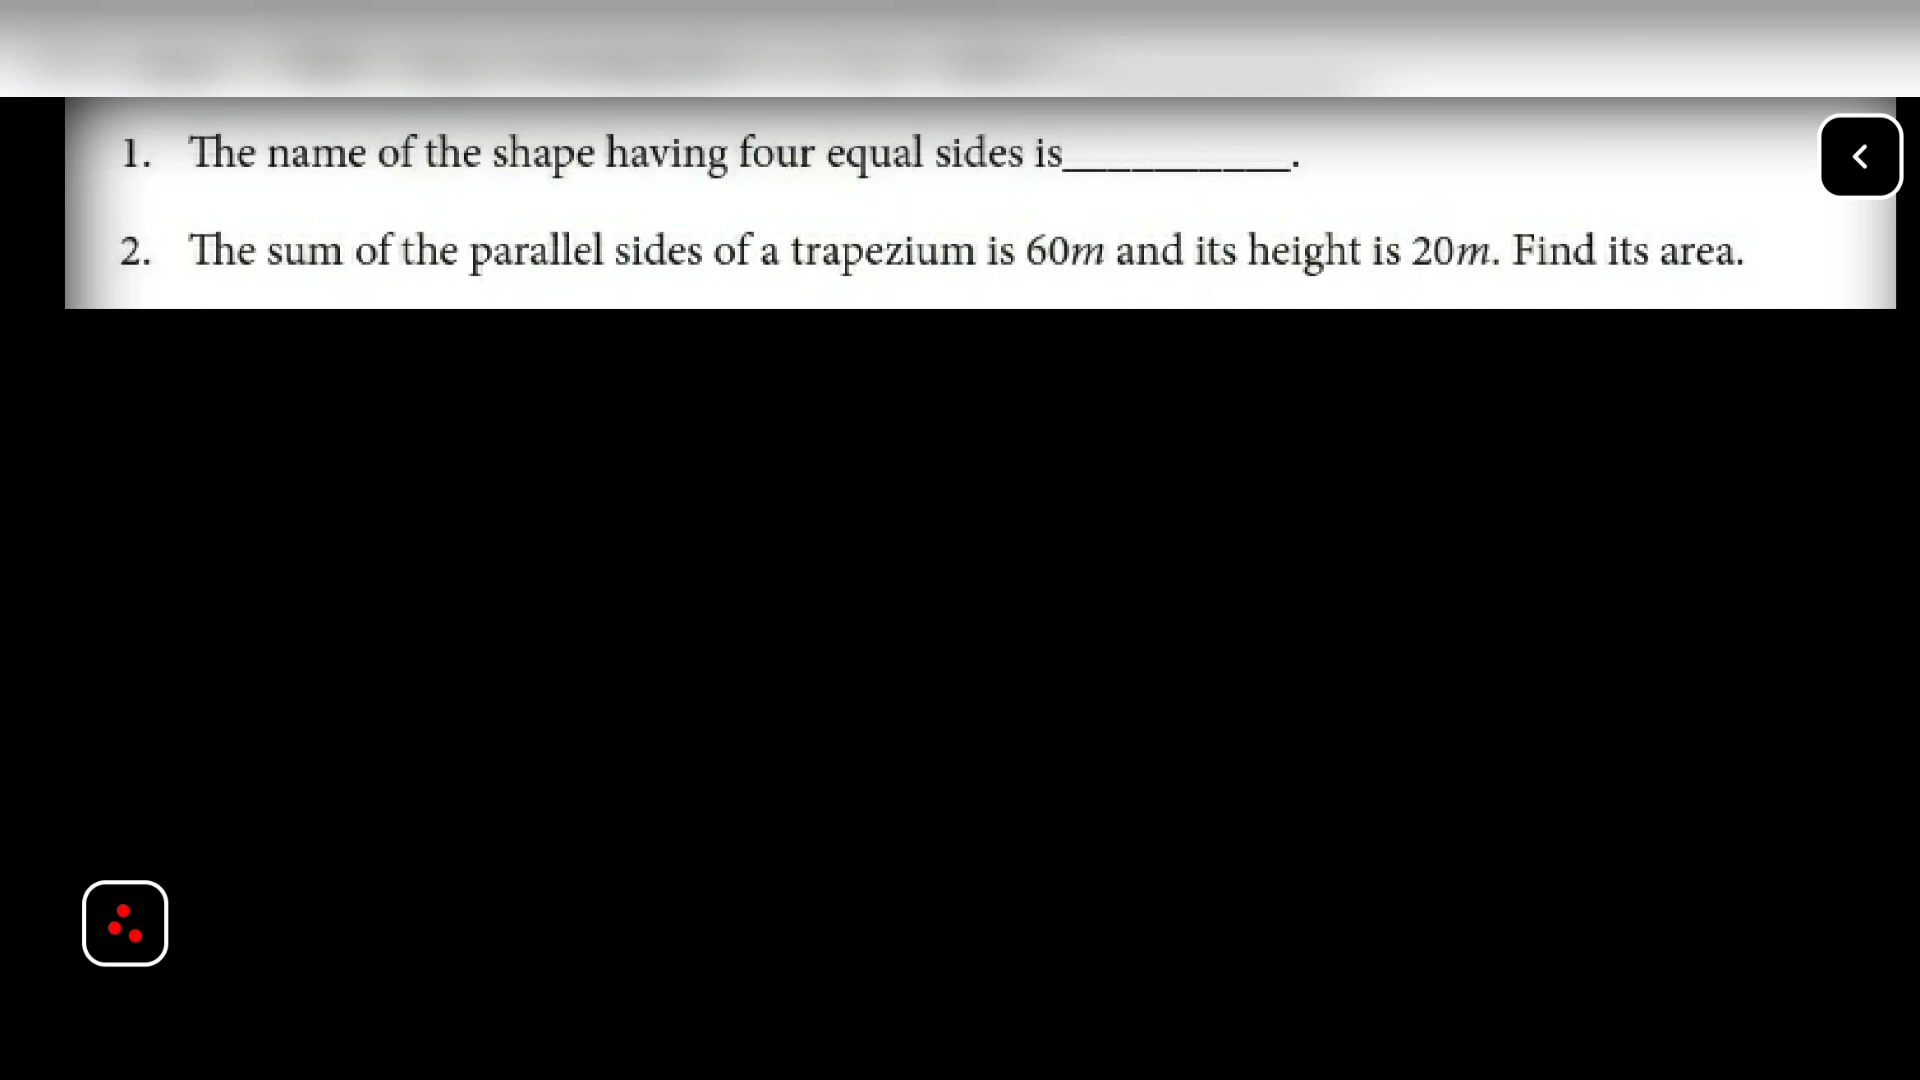 1. The name of the shape having four equal sides is__________.
2. The sum of the parallel sides of a trapezium is 60m and its height is 20m. Find its area.